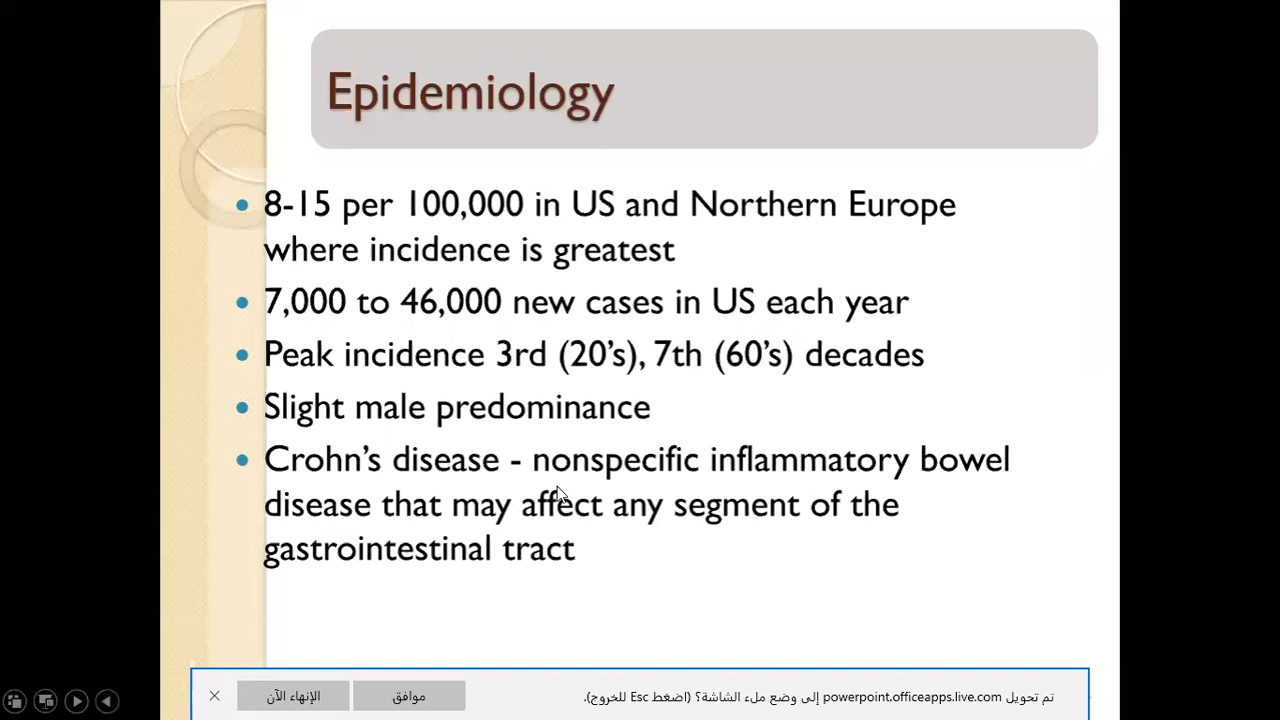 Epidemiology
8-15 per 100,000 in US and Northern Europe
where incidence is greatest
7,000 to 46,000 new cases in US each year
Peak incidence 3rd (20’s), 7th (60’s) decades
Slight male predominance
Crohn’s disease - nonspecific inflammatory bowel
disease that may affect any segment of the
gastrointestinal tract
تم تحويل powerpoint.officeapps.live.com إلى وضع ملء الشاشة؟ (اضغط Esc للخروج).
موافق
الإنهاء الآن